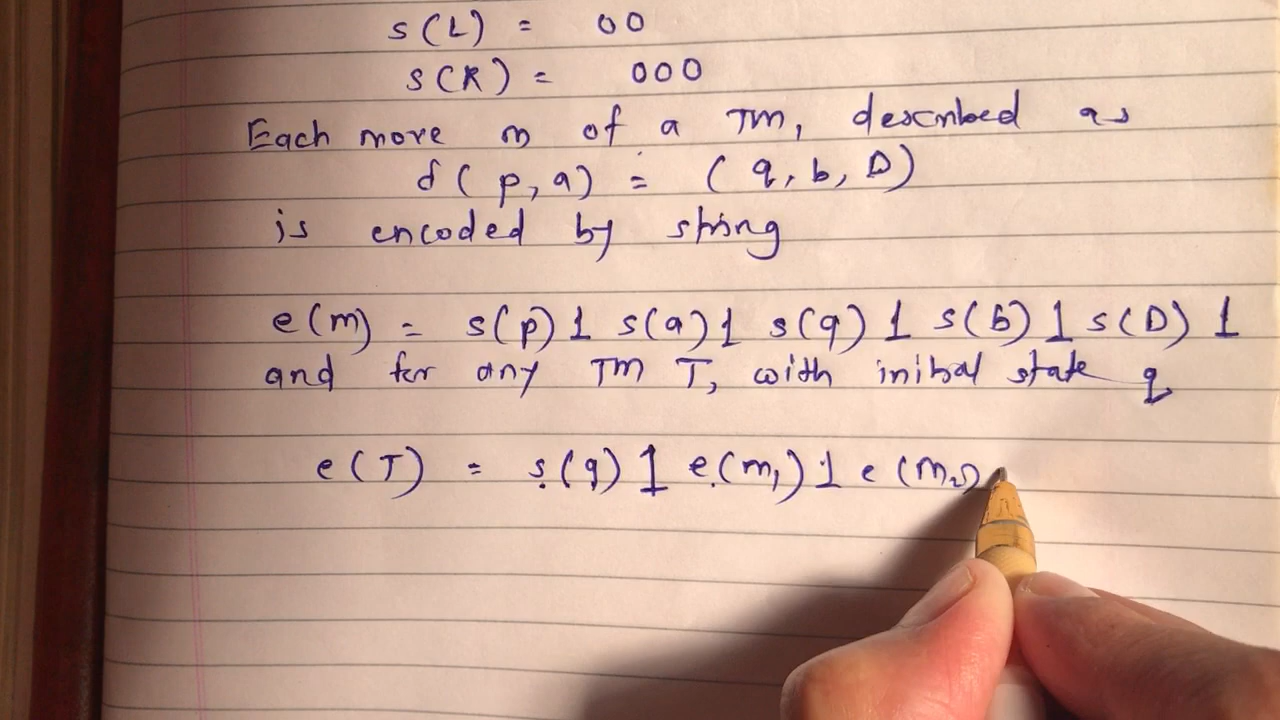 s(L) = 00
s(R) = 000
Each move m of a TM, described as
δ(p,a) = (q,b,D)
is encoded by string
e(m) = s(p)1 s(a)1 s(q)1 s(b)1 s(D)1
and for any TM T, with initial state q
e(T) = s(q)1 e(m₁)1 e(m₂)